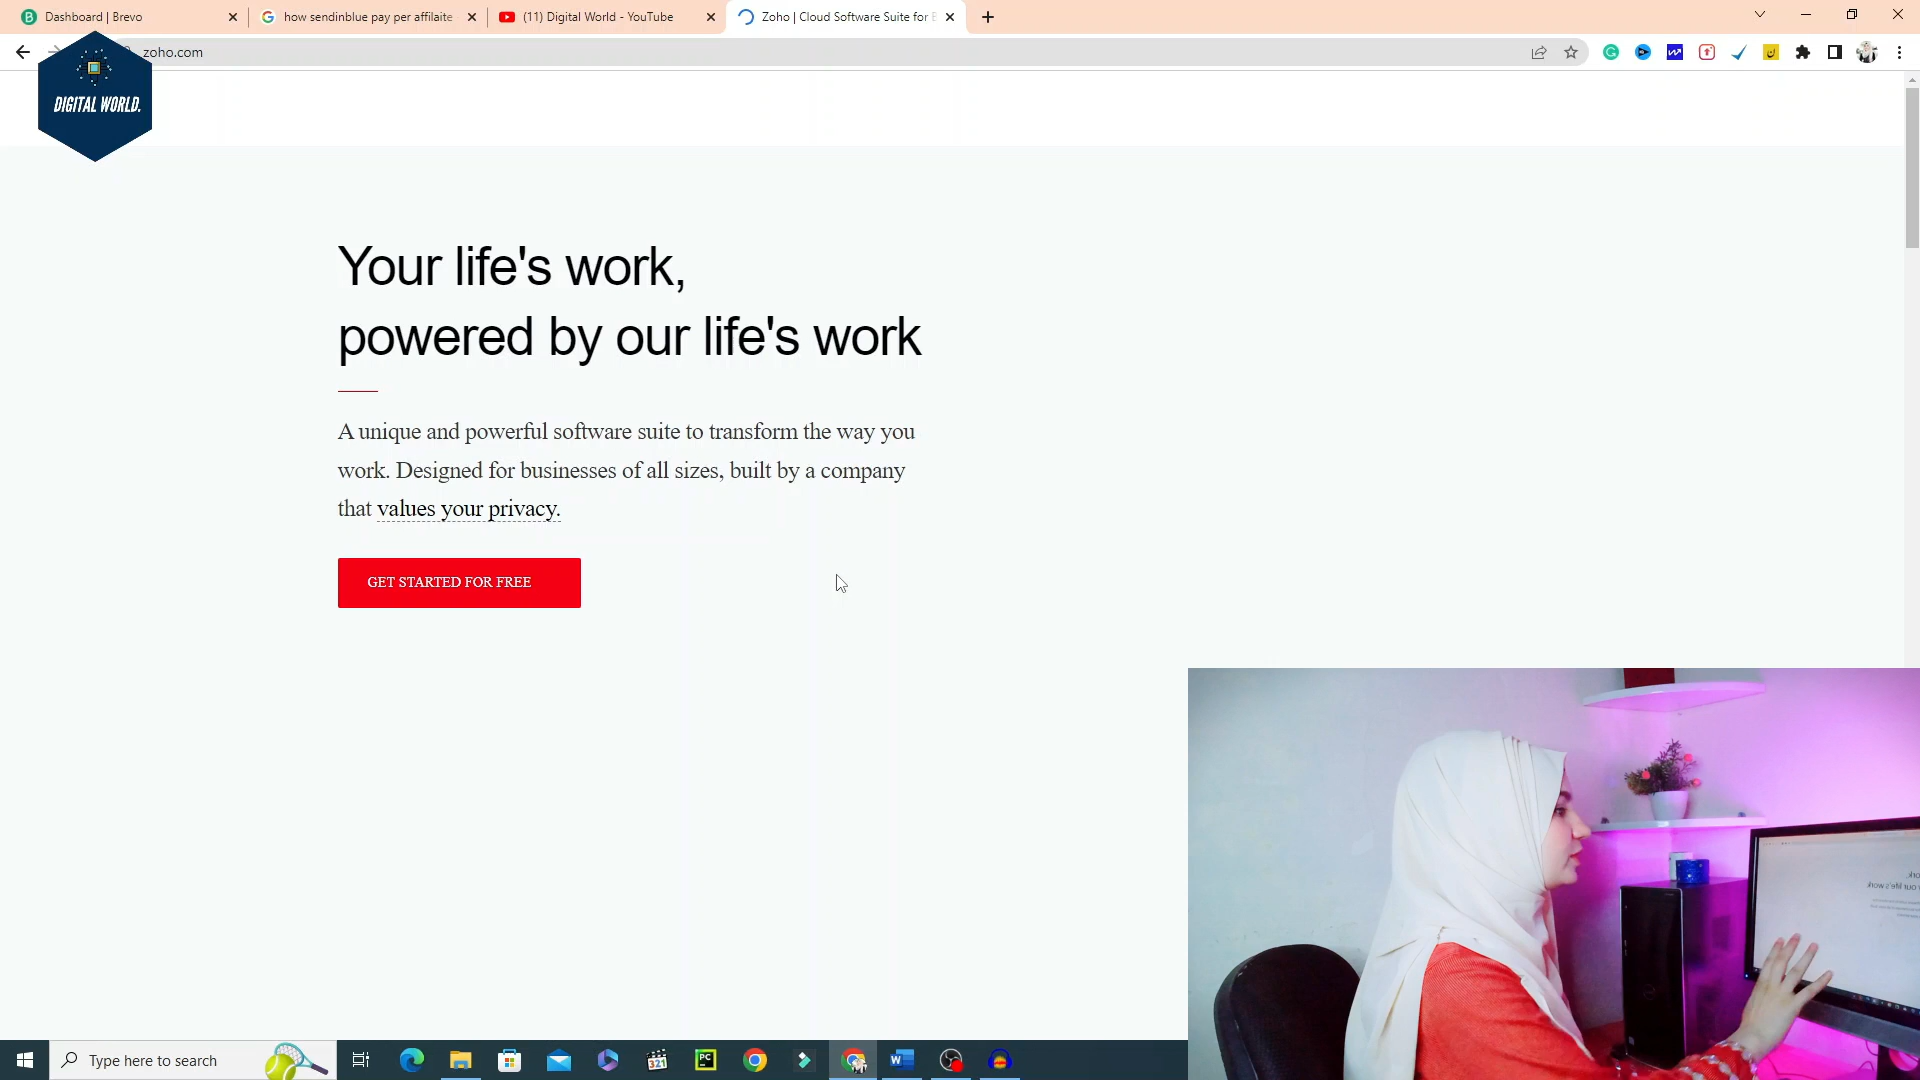 Dashboard | Brevo
how sendinblue pay per affilaite
(11) Digital World - YouTube
Zoho | Cloud Software Suite for
zoho.com
DIGITAL WORLD.
Your life's work,
powered by our life's work
A unique and powerful software suite to transform the way you
work. Designed for businesses of all sizes, built by a company
that values your privacy.
GET STARTED FOR FREE
Type here to search
321
PC
W